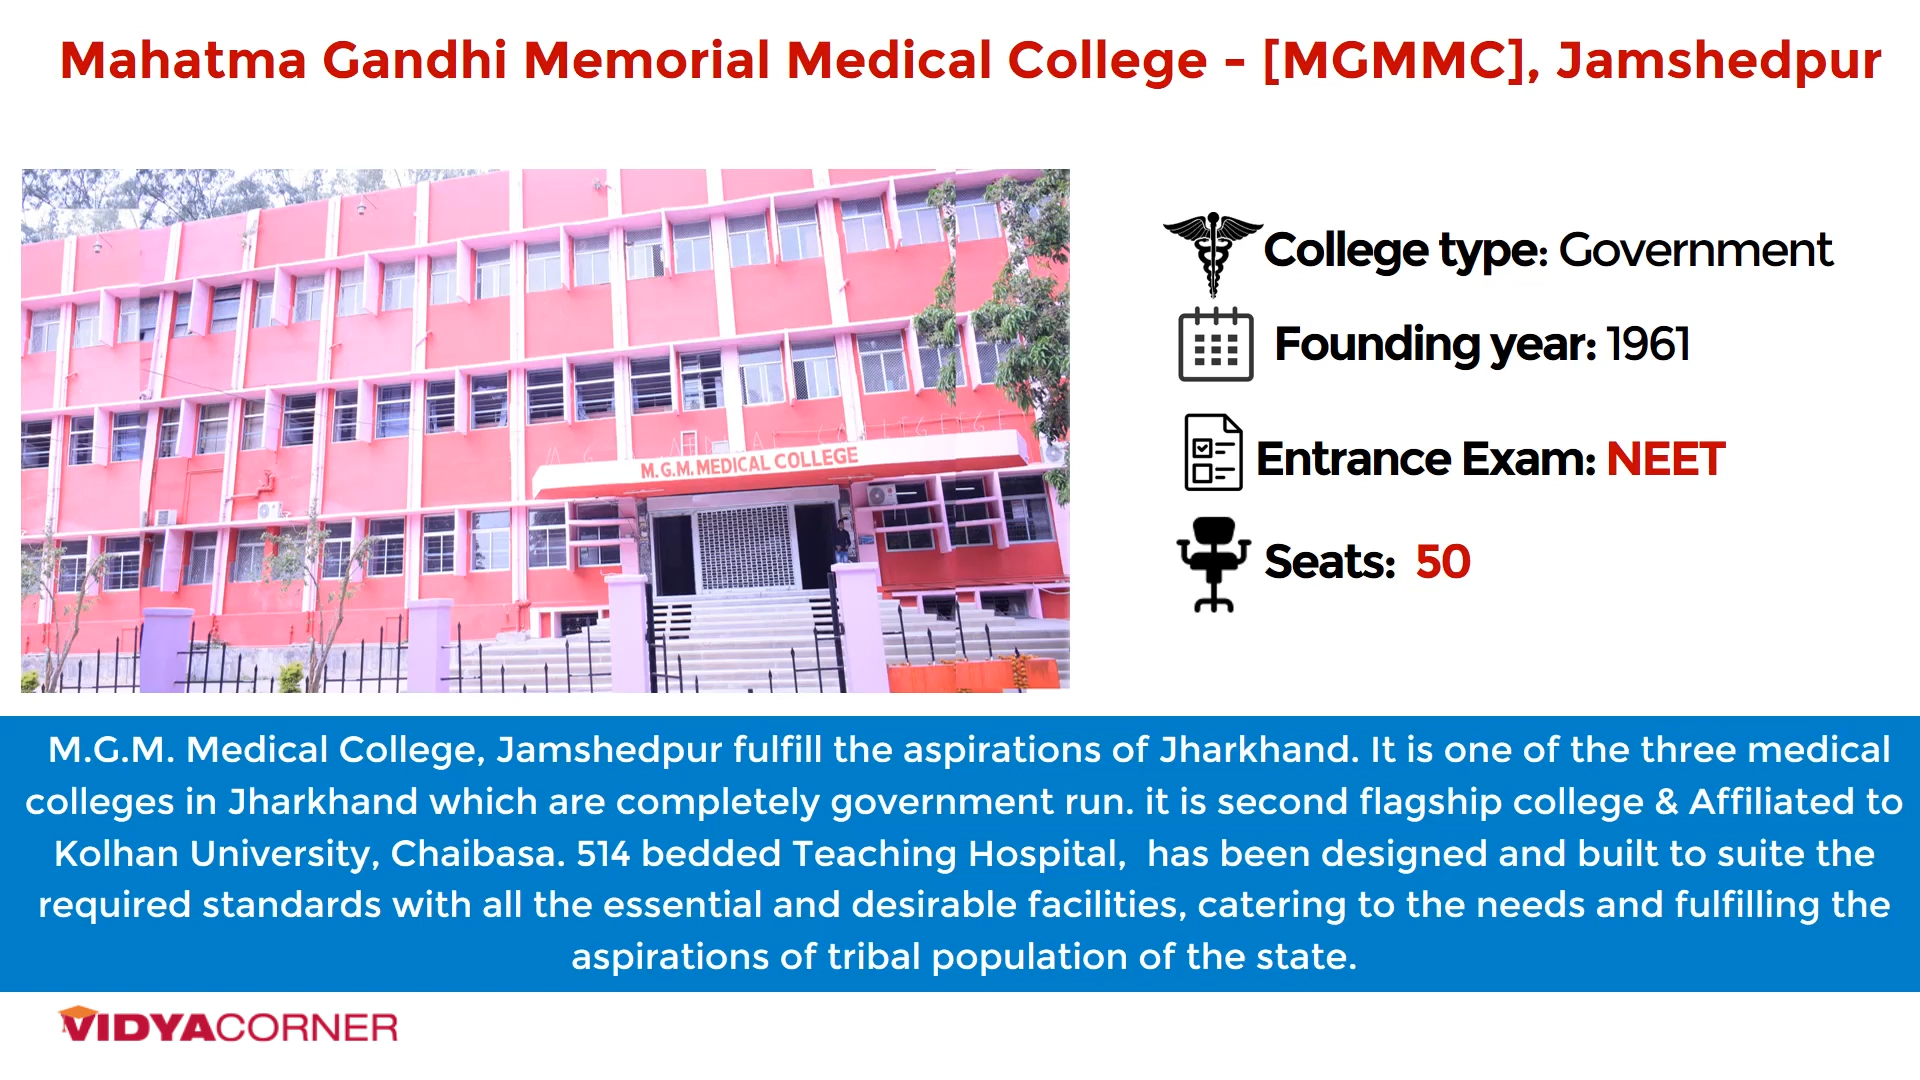 Mahatma Gandhi Memorial Medical College - [MGMMC], Jamshedpur
M.G.M. MEDICAL COLLEGE
College type: Government
Founding year: 1961
Entrance Exam: NEET
Seats: 50
M.G.M. Medical College, Jamshedpur fulfill the aspirations of Jharkhand. It is one of the three medical
colleges in Jharkhand which are completely government run. it is second flagship college & Affiliated to
Kolhan University, Chaibasa. 514 bedded Teaching Hospital, has been designed and built to suite the
required standards with all the essential and desirable facilities, catering to the needs and fulfilling the
aspirations of tribal population of the state.
VIDYACORNER